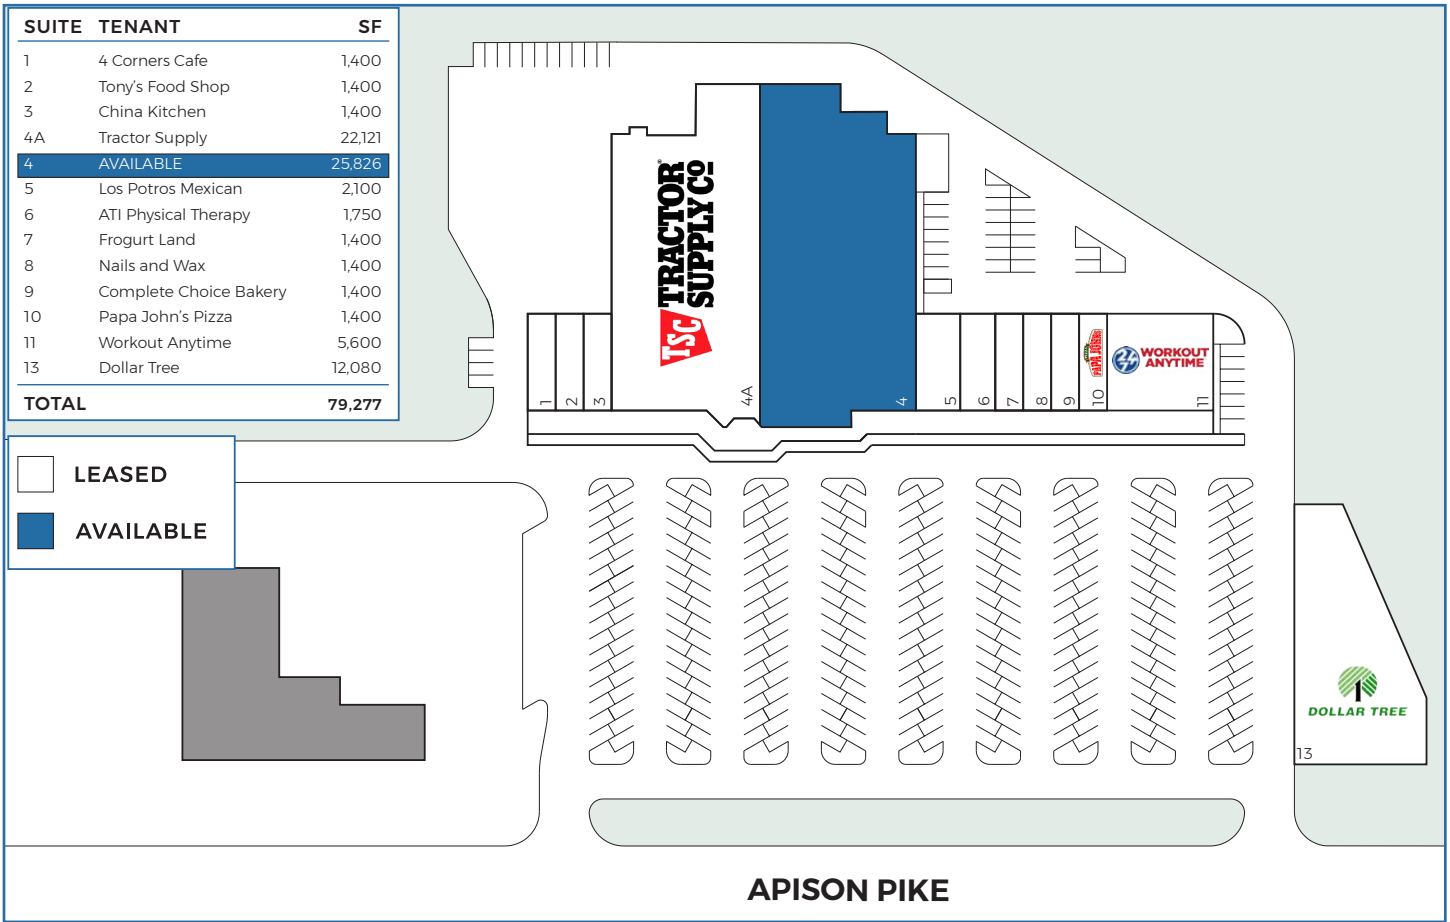 SUITE TENANT SF
1 4 Corners Cafe 1,400
2 Tony's Food Shop 1,400
3 China Kitchen 1,400
4A Tractor Supply 22,121
4 AVAILABLE 25,826
5 Los Potros Mexican 2,100
6 ATI Physical Therapy 1,750
7 Frogurt Land 1,400
8 Nails and Wax 1,400
9 Complete Choice Bakery 1,400
10 Papa John's Pizza 1,400
11 Workout Anytime 5,600
13 Dollar Tree 12,080
TOTAL 79,277
LEASED
AVAILABLE
TSC TRACTOR
SUPPLY CO
1
2
3
4A
4
5
6
7
8
9
10
11
PAPA JOHNS
24/7 WORKOUT
ANYTIME
DOLLAR TREE
13
APISON PIKE